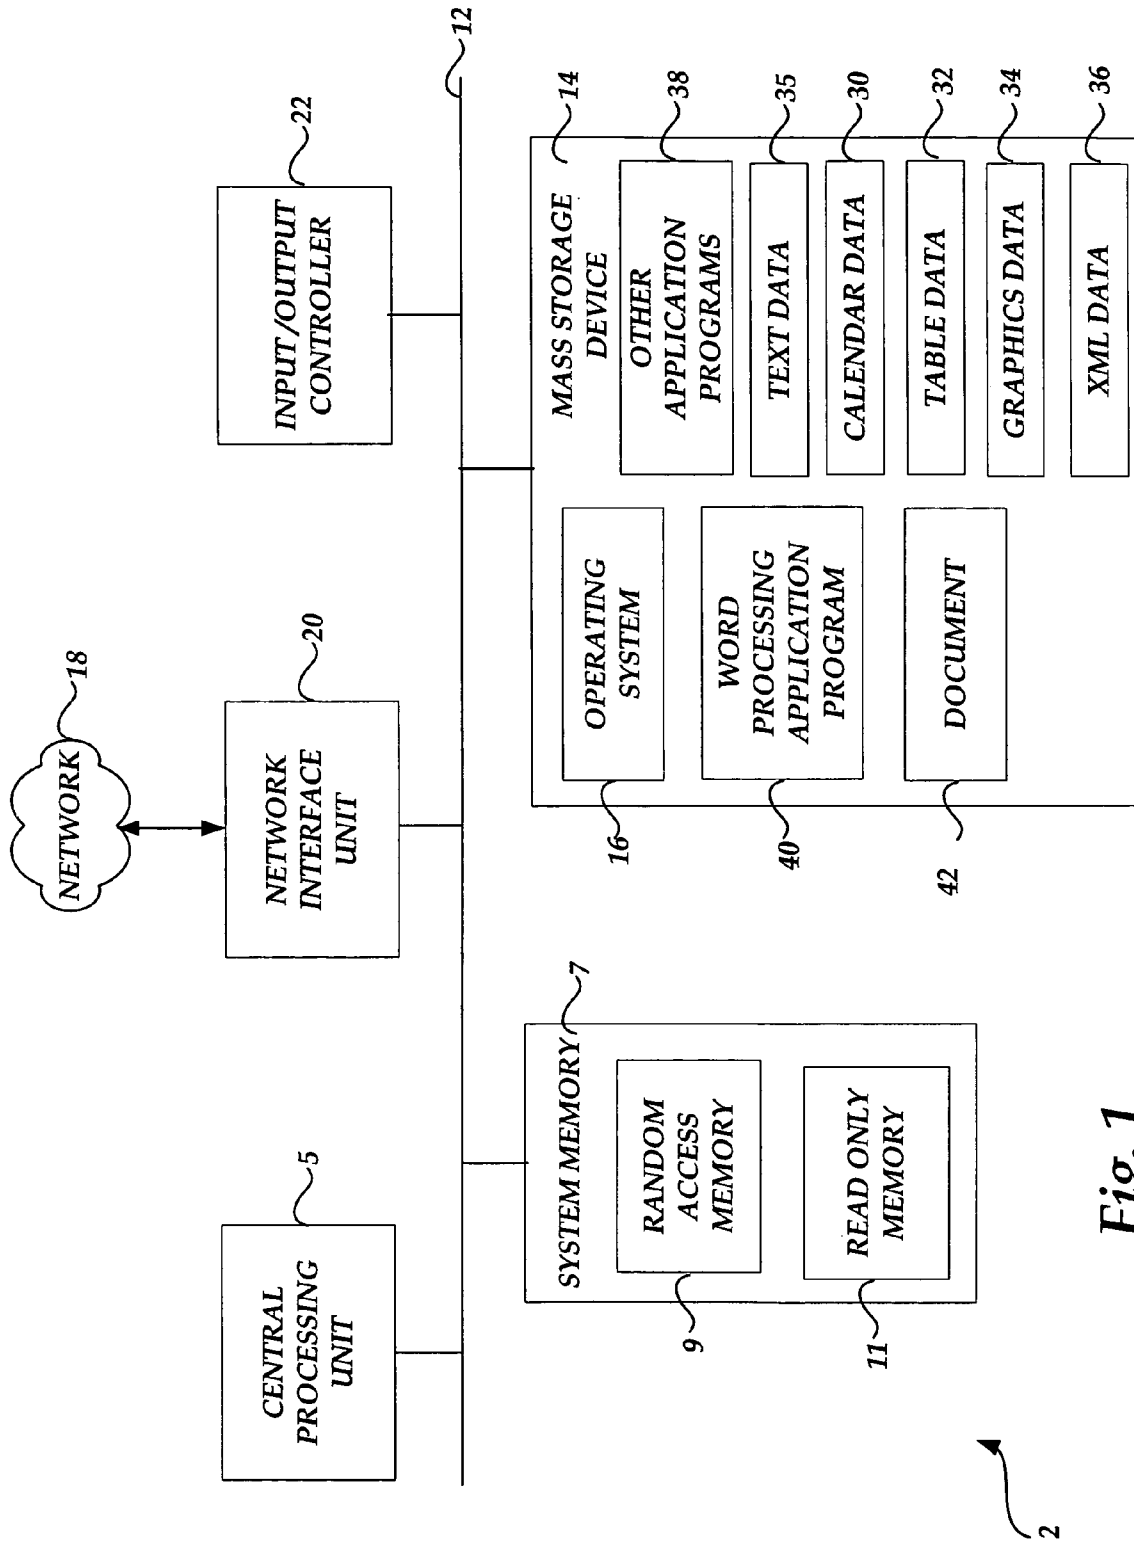 NETWORK
18
CENTRAL
PROCESSING
UNIT
5
NETWORK
INTERFACE
UNIT
20
INPUT/OUTPUT
CONTROLLER
22
12
SYSTEM MEMORY
7
RANDOM
ACCESS
MEMORY
9
READ ONLY
MEMORY
11
MASS STORAGE
DEVICE
14
OPERATING
SYSTEM
16
WORD
PROCESSING
APPLICATION
PROGRAM
40
DOCUMENT
42
OTHER
APPLICATION
PROGRAMS
38
TEXT DATA
35
CALENDAR DATA
30
TABLE DATA
32
GRAPHICS DATA
34
XML DATA
36
2
Fig. 1